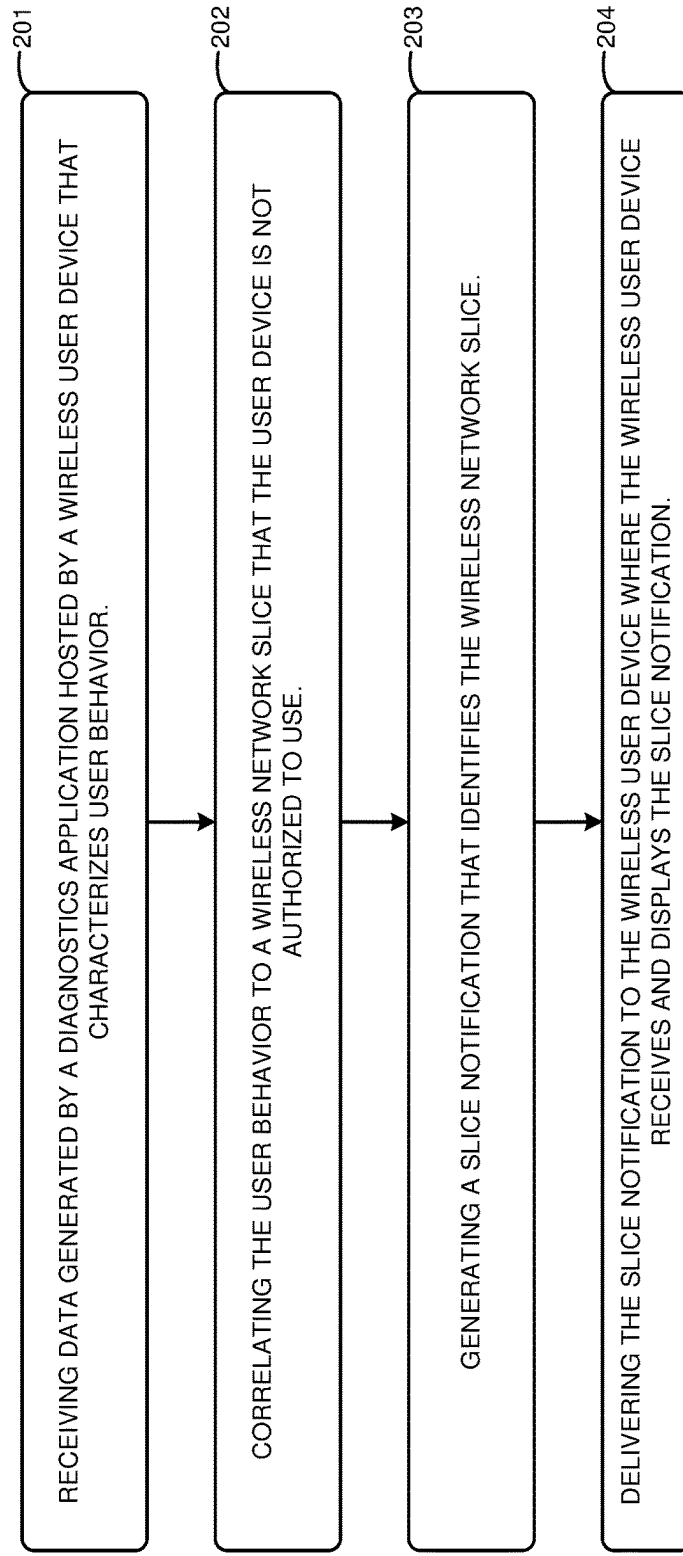 201
RECEIVING DATA GENERATED BY A DIAGNOSTICS APPLICATION HOSTED BY A WIRELESS USER DEVICE THAT
CHARACTERIZES USER BEHAVIOR.
202
CORRELATING THE USER BEHAVIOR TO A WIRELESS NETWORK SLICE THAT THE USER DEVICE IS NOT
AUTHORIZED TO USE.
203
GENERATING A SLICE NOTIFICATION THAT IDENTIFIES THE WIRELESS NETWORK SLICE.
204
DELIVERING THE SLICE NOTIFICATION TO THE WIRELESS USER DEVICE WHERE THE WIRELESS USER DEVICE
RECEIVES AND DISPLAYS THE SLICE NOTIFICATION.